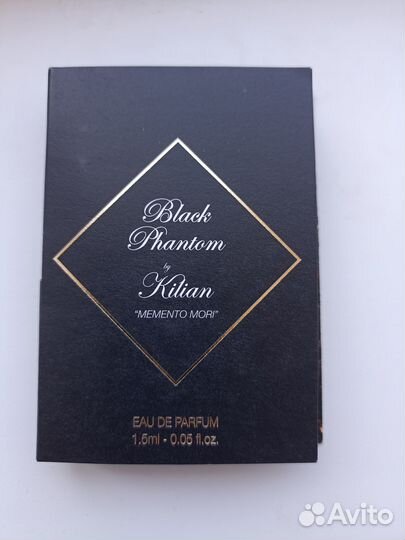 Black
Phantom
by
Kilian
"MEMENTO MORI"
EAU DE PARFUM
1.5ml - 0.05 fl.oz.
Avito